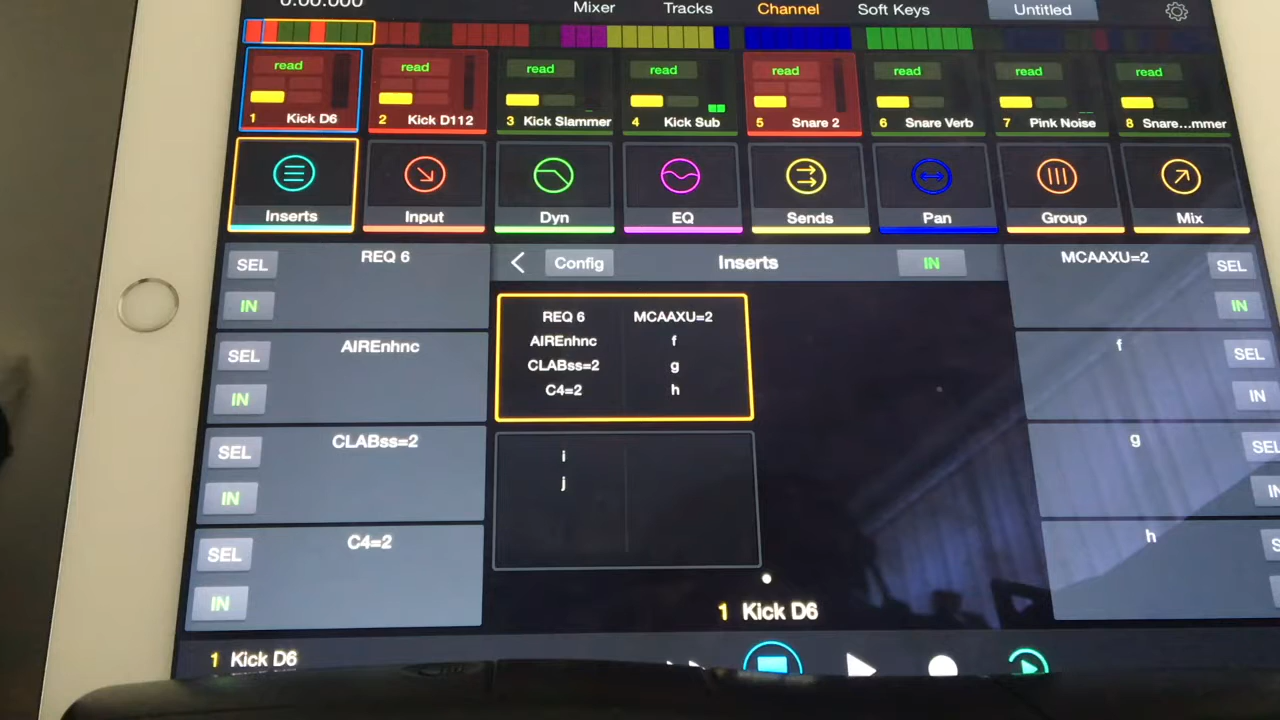 0:00.000
Mixer Tracks Channel Soft Keys Untitled
read read read read read read read read
1 Kick D6 2 Kick D112 3 Kick Slammer 4 Kick Sub 5 Snare 2 6 Snare Verb 7 Pink Noise 8 Snare...mmer
Inserts Input Dyn EQ Sends Pan Group Mix
SEL REQ 6 Config Inserts IN MCAAXU=2 SEL
IN IN
REQ 6 MCAAXU=2
AIREnhnc f
CLABss=2 g
C4=2 h
SEL AIREnhnc f SEL
IN IN
SEL CLABss=2 g SEL
IN IN
i
j
SEL C4=2 h S
IN
1 Kick D6
1 Kick D6